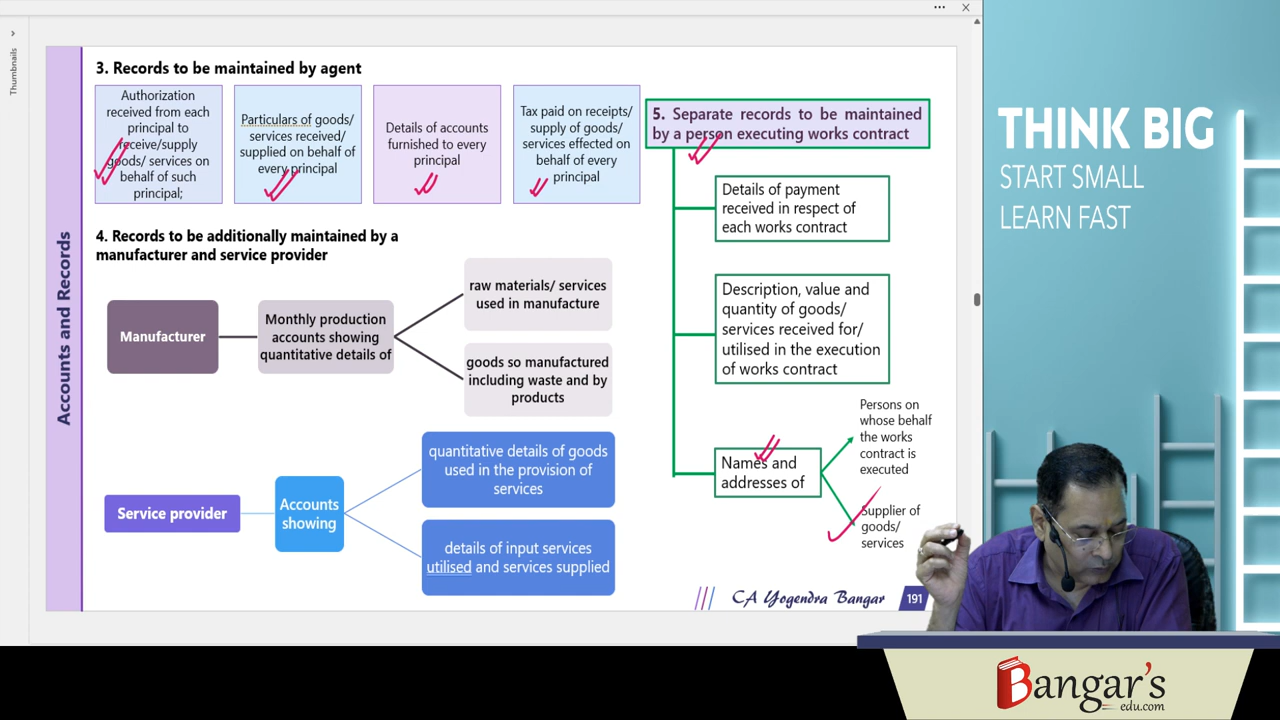 Thumbnails
Accounts and Records
3. Records to be maintained by agent
Authorization
received from each
principal to
receive/supply
goods/ services on
behalf of such
principal;
Particulars of goods/
services received/
supplied on behalf of
every principal
Details of accounts
furnished to every
principal
Tax paid on receipts/
supply of goods/
services effected on
behalf of every
principal
4. Records to be additionally maintained by a
manufacturer and service provider
Manufacturer
Monthly production
accounts showing
quantitative details of
raw materials/ services
used in manufacture
goods so manufactured
including waste and by
products
Service provider
Accounts
showing
quantitative details of goods
used in the provision of
services
details of input services
utilised and services supplied
5. Separate records to be maintained
by a person executing works contract
Details of payment
received in respect of
each works contract
Description, value and
quantity of goods/
services received for/
utilised in the execution
of works contract
Names and
addresses of
Persons on
whose behalf
the works
contract is
executed
Supplier of
goods/
services
CA Yogendra Bangar
191
THINK BIG
START SMALL
LEARN FAST
Bangar's
edu.com